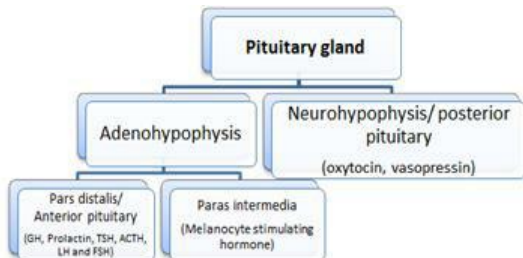 Pituitary gland
Adenohypophysis
Neurohypophysis/ posterior
pituitary
(oxytocin, vasopressin)
Pars distalis/
Anterior pituitary
(GH, Prolactin, TSH, ACTH,
LH and FSH)
Paras intermedia
(Melanocyte stimulating
hormone)